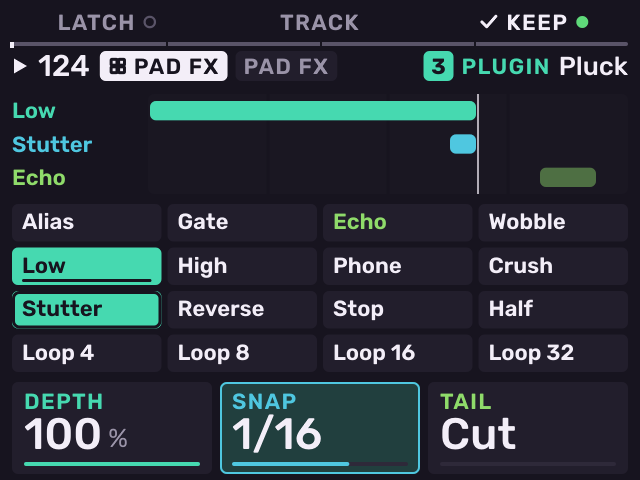 LATCH TRACK KEEP
124 PAD FX PAD FX 3 PLUGIN Pluck
Low
Stutter
Echo
Alias Gate Echo Wobble
Low High Phone Crush
Stutter Reverse Stop Half
Loop 4 Loop 8 Loop 16 Loop 32
DEPTH SNAP TAIL
100 % 1/16 Cut